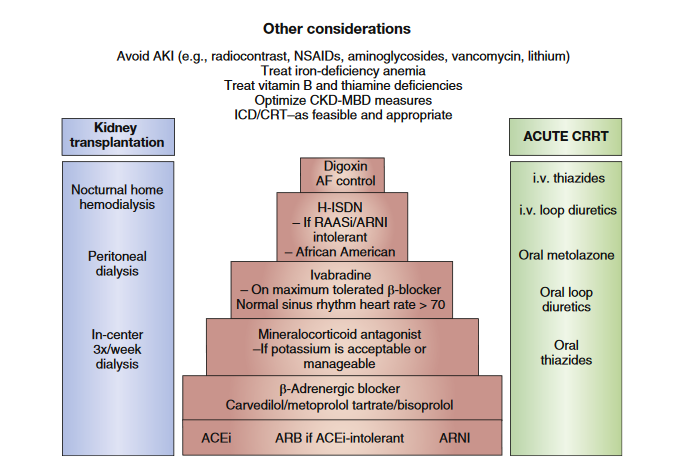 Other considerations
Avoid AKI (e.g., radiocontrast, NSAIDs, aminoglycosides, vancomycin, lithium)
Treat iron-deficiency anemia
Treat vitamin B and thiamine deficiencies
Optimize CKD-MBD measures
ICD/CRT–as feasible and appropriate
Kidney
transplantation
Nocturnal home
hemodialysis
Peritoneal
dialysis
In-center
3x/week
dialysis
Digoxin
AF control
H-ISDN
– If RAASi/ARNI
intolerant
– African American
Ivabradine
– On maximum tolerated β-blocker
Normal sinus rhythm heart rate > 70
Mineralocorticoid antagonist
–If potassium is acceptable or
manageable
β-Adrenergic blocker
Carvedilol/metoprolol tartrate/bisoprolol
ACEi ARB if ACEi-intolerant ARNI
ACUTE CRRT
i.v. thiazides
i.v. loop diuretics
Oral metolazone
Oral loop
diuretics
Oral
thiazides